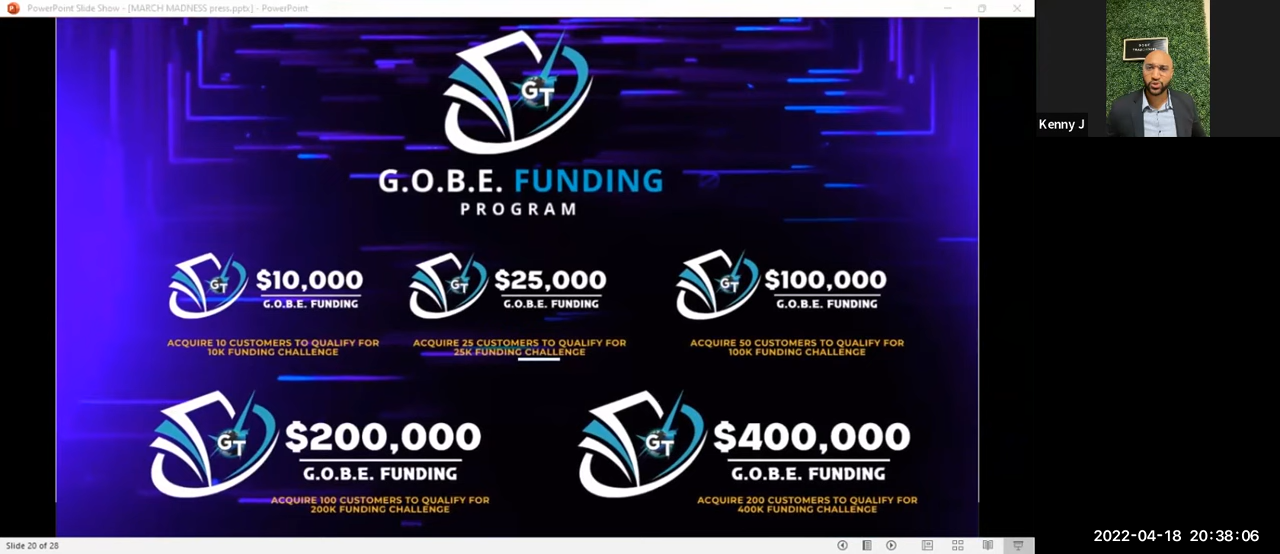 PowerPoint Slide Show - [MARCH MADNESS press.pptx] - PowerPoint
GT
G.O.B.E. FUNDING
PROGRAM
GT
$10,000
G.O.B.E. FUNDING
ACQUIRE 10 CUSTOMERS TO QUALIFY FOR
10K FUNDING CHALLENGE
GT
$25,000
G.O.B.E. FUNDING
ACQUIRE 25 CUSTOMERS TO QUALIFY FOR
25K FUNDING CHALLENGE
GT
$100,000
G.O.B.E. FUNDING
ACQUIRE 50 CUSTOMERS TO QUALIFY FOR
100K FUNDING CHALLENGE
GT
$200,000
G.O.B.E. FUNDING
ACQUIRE 100 CUSTOMERS TO QUALIFY FOR
200K FUNDING CHALLENGE
GT
$400,000
G.O.B.E. FUNDING
ACQUIRE 200 CUSTOMERS TO QUALIFY FOR
400K FUNDING CHALLENGE
Slide 20 of 28
Kenny J
2022-04-18 20:38:06